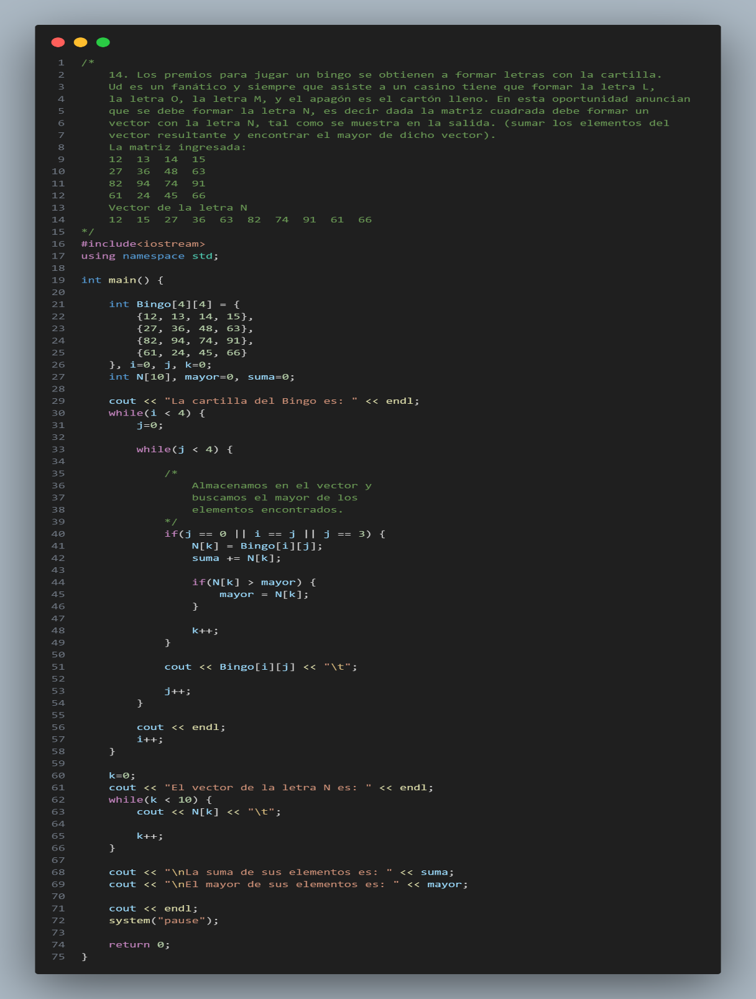 1 /*
2     14. Los premios para jugar un bingo se obtienen a formar letras con la cartilla.
3     Ud es un fanático y siempre que asiste a un casino tiene que formar la letra L,
4     la letra O, la letra M, y el apagón es el cartón lleno. En esta oportunidad anuncian
5     que se debe formar la letra N, es decir dada la matriz cuadrada debe formar un
6     vector con la letra N, tal como se muestra en la salida. (sumar los elementos del
7     vector resultante y encontrar el mayor de dicho vector).
8     La matriz ingresada:
9     12  13  14  15
10     27  36  48  63
11     82  94  74  91
12     61  24  45  66
13     Vector de la letra N
14     12  15  27  36  63  82  74  91  61  66
15 */
16 #include<iostream>
17 using namespace std;
18
19 int main() {
20
21     int Bingo[4][4] = {
22         {12, 13, 14, 15},
23         {27, 36, 48, 63},
24         {82, 94, 74, 91},
25         {61, 24, 45, 66}
26     }, i=0, j, k=0;
27     int N[10], mayor=0, suma=0;
28
29     cout << "La cartilla del Bingo es: " << endl;
30     while(i < 4) {
31         j=0;
32
33         while(j < 4) {
34
35             /*
36                 Almacenamos en el vector y
37                 buscamos el mayor de los
38                 elementos encontrados.
39             */
40             if(j == 0 || i == j || j == 3) {
41                 N[k] = Bingo[i][j];
42                 suma += N[k];
43
44                 if(N[k] > mayor) {
45                     mayor = N[k];
46                 }
47
48                 k++;
49             }
50
51             cout << Bingo[i][j] << "\t";
52
53             j++;
54         }
55
56         cout << endl;
57         i++;
58     }
59
60     k=0;
61     cout << "El vector de la letra N es: " << endl;
62     while(k < 10) {
63         cout << N[k] << "\t";
64
65         k++;
66     }
67
68     cout << "\nLa suma de sus elementos es: " << suma;
69     cout << "\nEl mayor de sus elementos es: " << mayor;
70
71     cout << endl;
72     system("pause");
73
74     return 0;
75 }